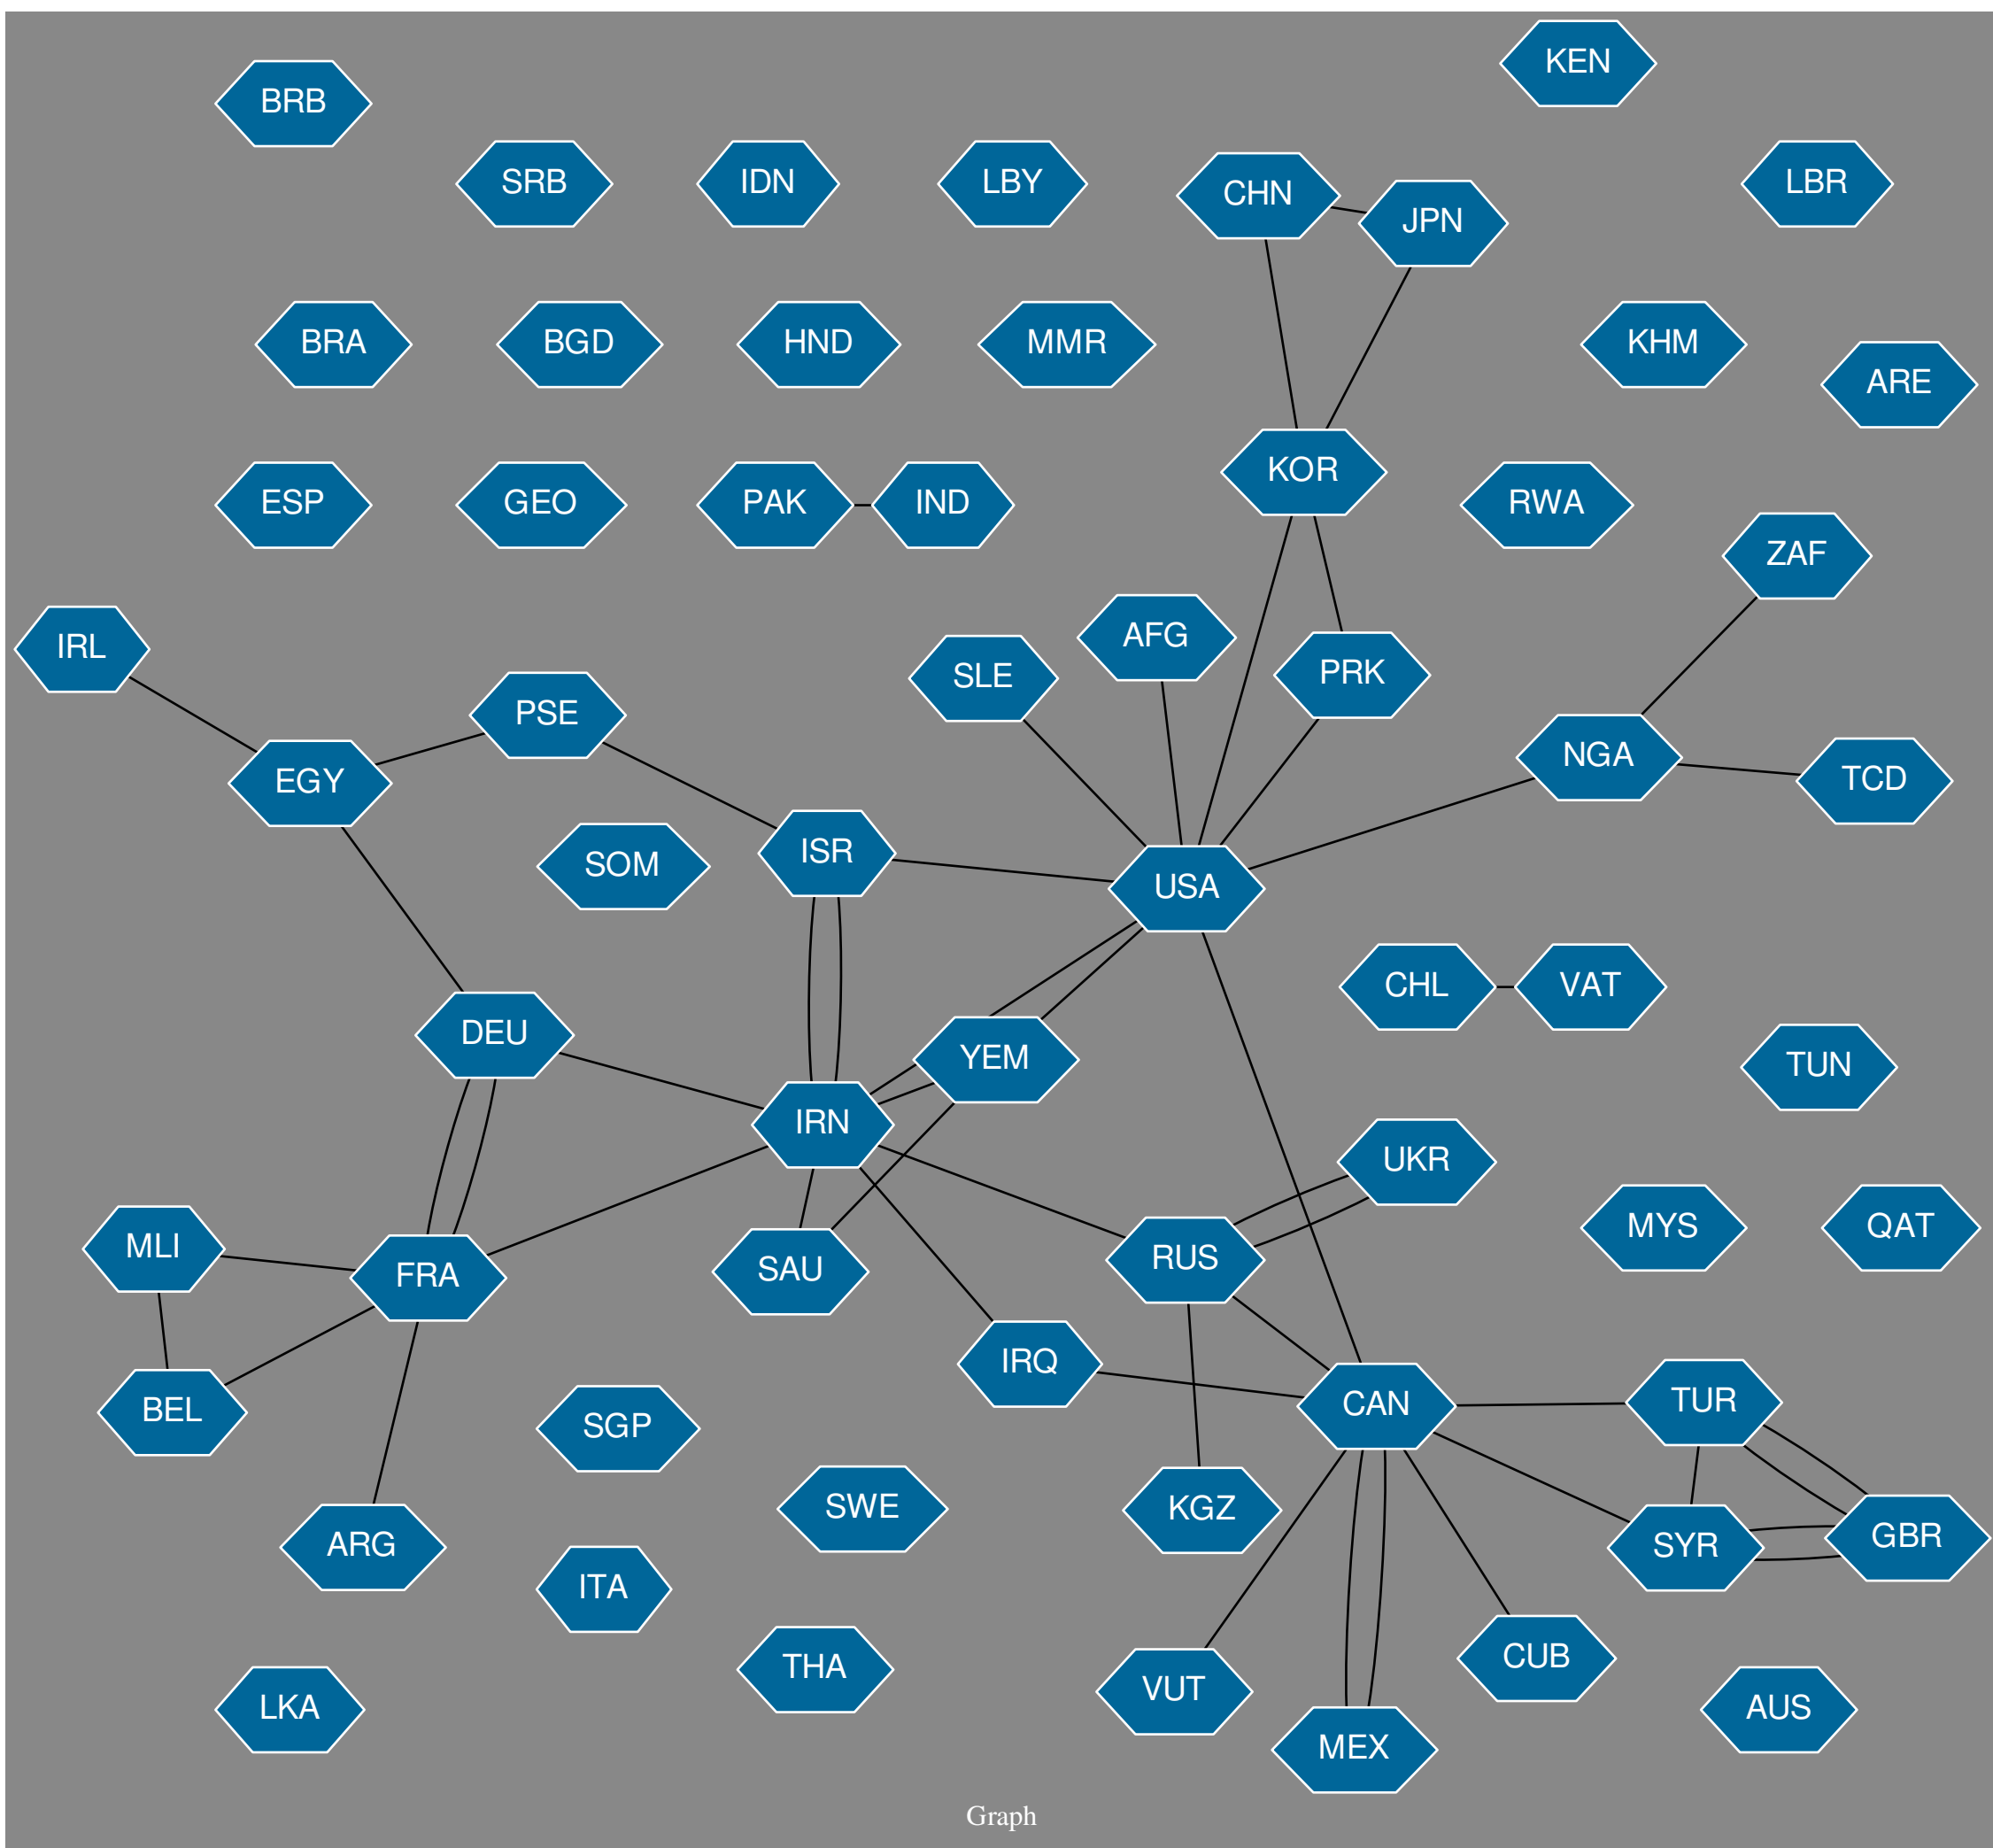 KEN
BRB
SRB
IDN
LBY
CHN
JPN
LBR
BRA
BGD
HND
MMR
KHM
ARE
KOR
ESP
GEO
PAK
IND
RWA
ZAF
IRL
AFG
SLE
PRK
PSE
NGA
EGY
TCD
SOM
ISR
USA
CHL
VAT
DEU
YEM
TUN
IRN
UKR
MLI
FRA
SAU
RUS
MYS
QAT
IRQ
BEL
CAN
TUR
SGP
SWE
KGZ
ARG
SYR
GBR
ITA
THA
CUB
VUT
LKA
AUS
MEX
Graph